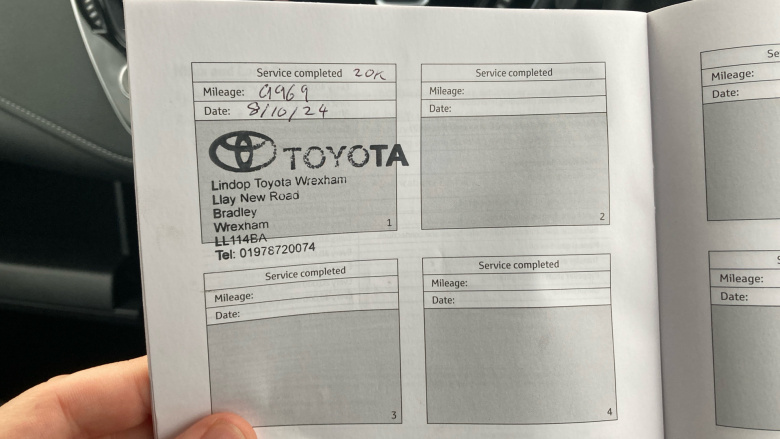 Service completed 20K
Mileage: 9969
Date: 8/10/24
TOYOTA
Lindop Toyota Wrexham
Llay New Road
Bradley
Wrexham
LL114BA
Tel: 01978720074
1
Service completed
Mileage:
Date:
2
Service completed
Mileage:
Date:
3
Service completed
Mileage:
Date:
4
Se
Mileage:
Date:
S
Mileage:
Date: